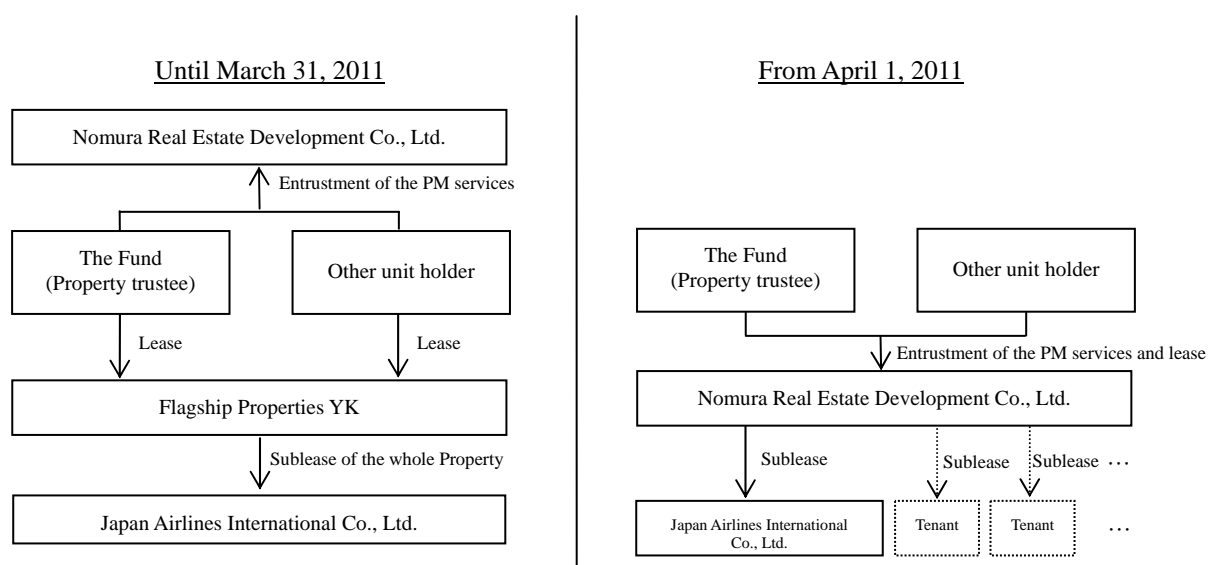 Until March 31, 2011
Nomura Real Estate Development Co., Ltd.
Entrustment of the PM services
The Fund
(Property trustee)
Other unit holder
Lease
Lease
Flagship Properties YK
Sublease of the whole Property
Japan Airlines International Co., Ltd.
From April 1, 2011
The Fund
(Property trustee)
Other unit holder
Entrustment of the PM services and lease
Nomura Real Estate Development Co., Ltd.
Sublease
Sublease
Sublease
…
Japan Airlines International
Co., Ltd.
Tenant
Tenant
…